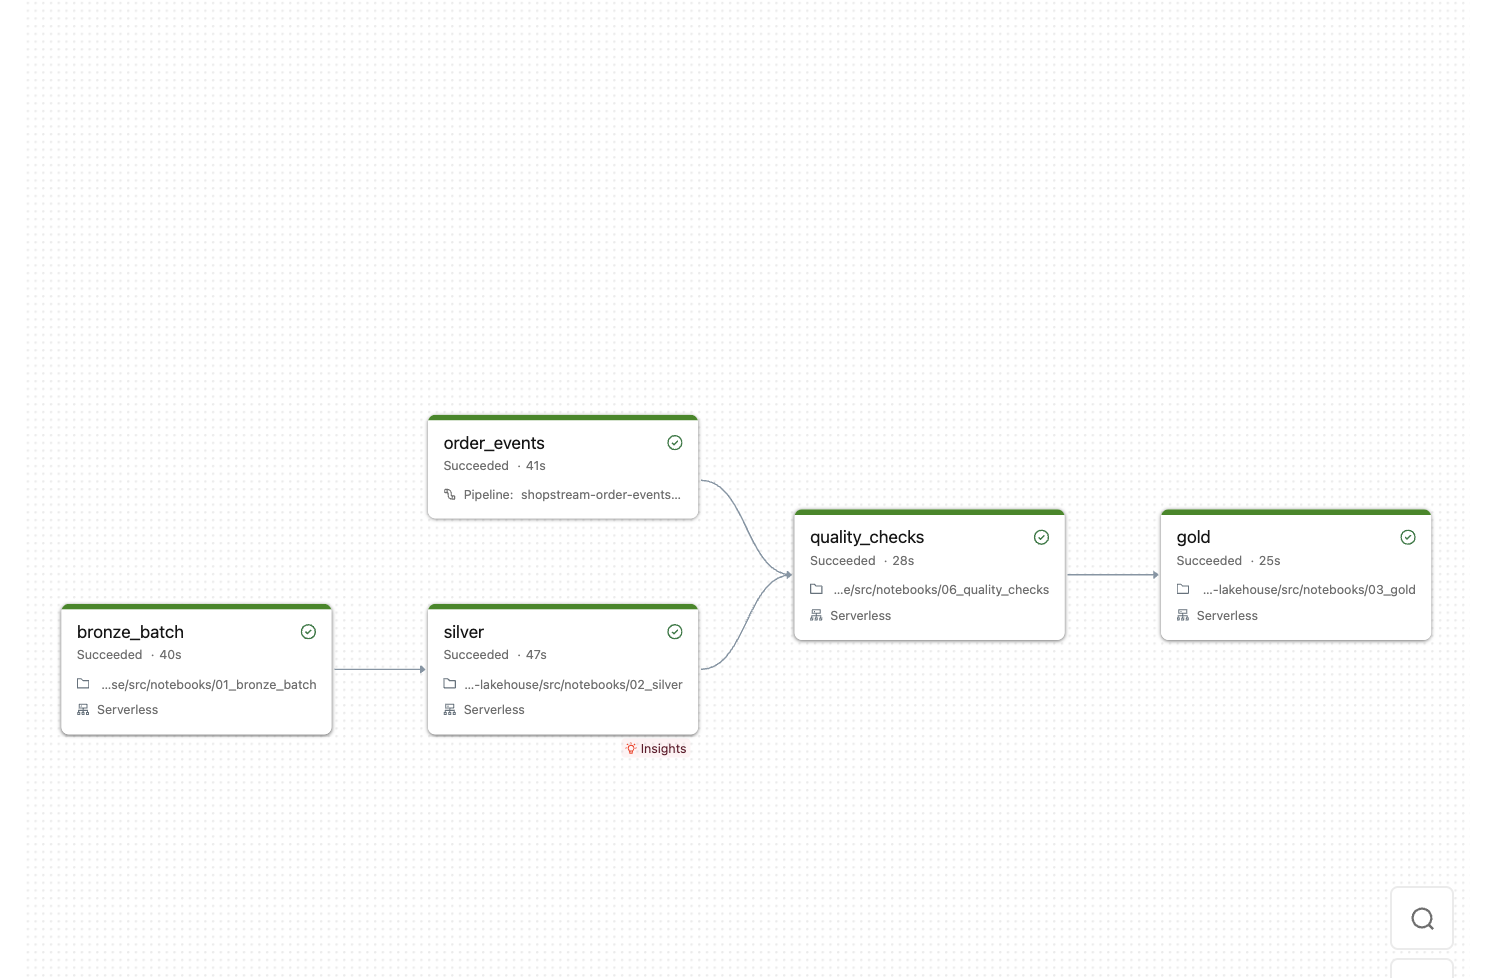 order_events
Succeeded · 41s
Pipeline: shopstream-order-events...
quality_checks
Succeeded · 28s
...e/src/notebooks/06_quality_checks
Serverless
gold
Succeeded · 25s
...-lakehouse/src/notebooks/03_gold
Serverless
bronze_batch
Succeeded · 40s
...se/src/notebooks/01_bronze_batch
Serverless
silver
Succeeded · 47s
...-lakehouse/src/notebooks/02_silver
Serverless
Insights